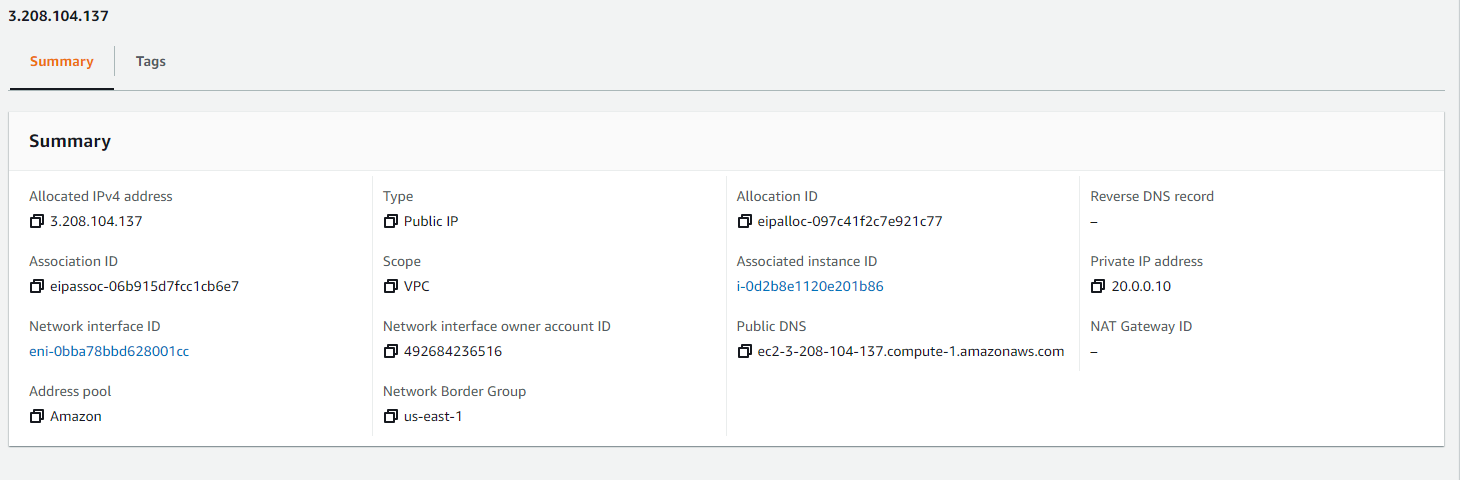 3.208.104.137
Summary
Tags
Summary
Allocated IPv4 address
3.208.104.137
Type
Public IP
Allocation ID
eipalloc-097c41f2c7e921c77
Reverse DNS record
–
Association ID
eipassoc-06b915d7fcc1cb6e7
Scope
VPC
Associated instance ID
i-0d2b8e1120e201b86
Private IP address
20.0.0.10
Network interface ID
eni-0bba78bbd628001cc
Network interface owner account ID
492684236516
Public DNS
ec2-3-208-104-137.compute-1.amazonaws.com
NAT Gateway ID
–
Address pool
Amazon
Network Border Group
us-east-1